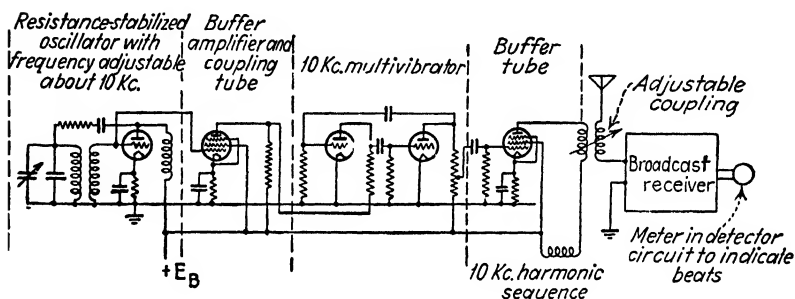 Resistance-stabilized
oscillator with
frequency adjustable
about 10 Kc.
Buffer
amplifier and
coupling
tube
10 Kc. multivibrator
Buffer
tube
Adjustable
coupling
Broadcast
receiver
Meter in detector
circuit to indicate
beats
10 Kc. harmonic
sequence
+ E_B